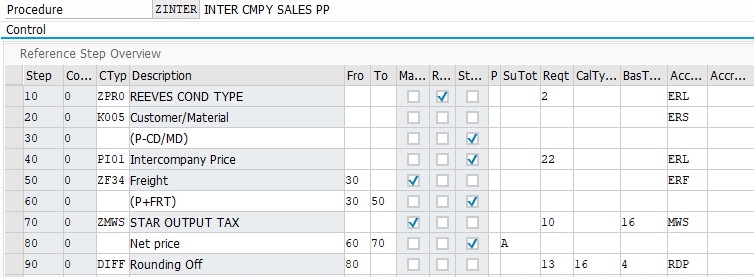 Procedure ZINTER INTER CMPY SALES PP
Control
Reference Step Overview
Step Co... CTyp Description Fro To Ma... R... St... P SuTot Reqt CalTy... BasT... Acc... Accr...
10 0 ZPR0 REEVES COND TYPE 2 ERL
20 0 K005 Customer/Material ERS
30 0 (P-CD/MD)
40 0 PI01 Intercompany Price 22 ERL
50 0 ZF34 Freight 30 ERF
60 0 (P+FRT) 30 50
70 0 ZMWS STAR OUTPUT TAX 10 16 MWS
80 0 Net price 60 70 A
90 0 DIFF Rounding Off 80 13 16 4 RDP